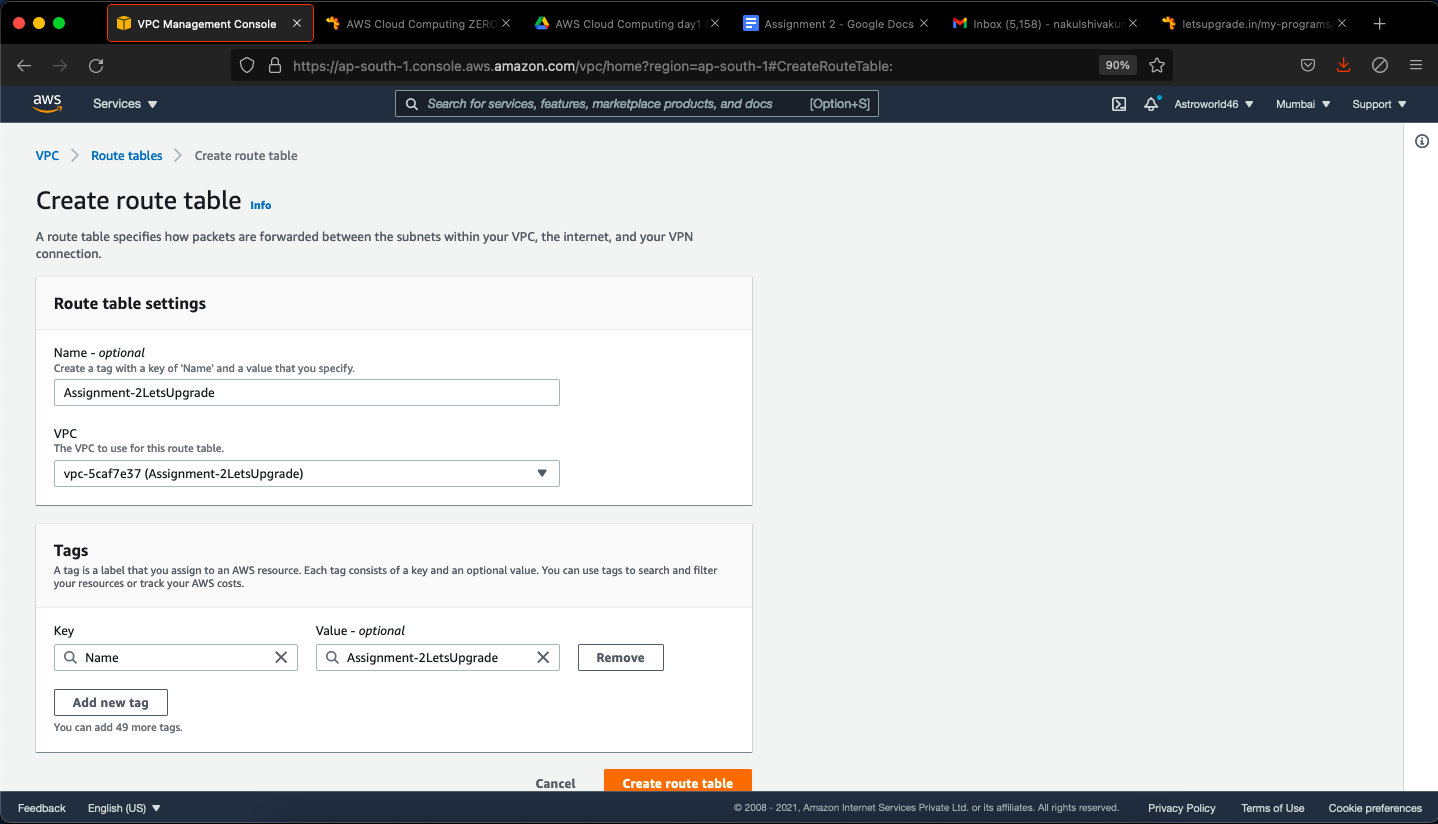 VPC Management Console
AWS Cloud Computing ZERO
AWS Cloud Computing day1
Assignment 2 - Google Docs
Inbox (5,158) - nakulshivakur
letsupgrade.in/my-programs/
https://ap-south-1.console.aws.amazon.com/vpc/home?region=ap-south-1#CreateRouteTable:
90%
aws
Services
Search for services, features, marketplace products, and docs
[Option+S]
Astroworld46
Mumbai
Support
VPC
Route tables
Create route table
Create route table
Info
A route table specifies how packets are forwarded between the subnets within your VPC, the internet, and your VPN
connection.
Route table settings
Name - optional
Create a tag with a key of 'Name' and a value that you specify.
Assignment-2LetsUpgrade
VPC
The VPC to use for this route table.
vpc-5caf7e37 (Assignment-2LetsUpgrade)
Tags
A tag is a label that you assign to an AWS resource. Each tag consists of a key and an optional value. You can use tags to search and filter
your resources or track your AWS costs.
Key
Value - optional
Name
Assignment-2LetsUpgrade
Remove
Add new tag
You can add 49 more tags.
Cancel
Create route table
Feedback
English (US)
© 2008 - 2021, Amazon Internet Services Private Ltd. or its affiliates. All rights reserved.
Privacy Policy
Terms of Use
Cookie preferences